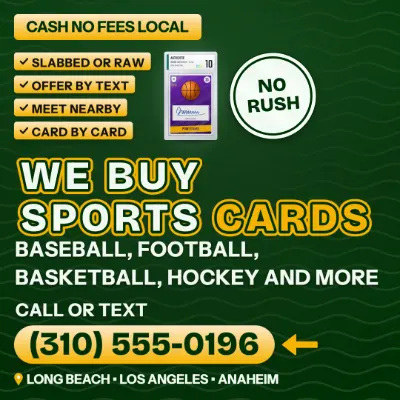 CASH NO FEES LOCAL
✓ SLABBED OR RAW
✓ OFFER BY TEXT
✓ MEET NEARBY
✓ CARD BY CARD
10
NO
RUSH
WE BUY
SPORTS CARDS
BASEBALL, FOOTBALL,
BASKETBALL, HOCKEY AND MORE
CALL OR TEXT
(310) 555-0196
LONG BEACH • LOS ANGELES • ANAHEIM